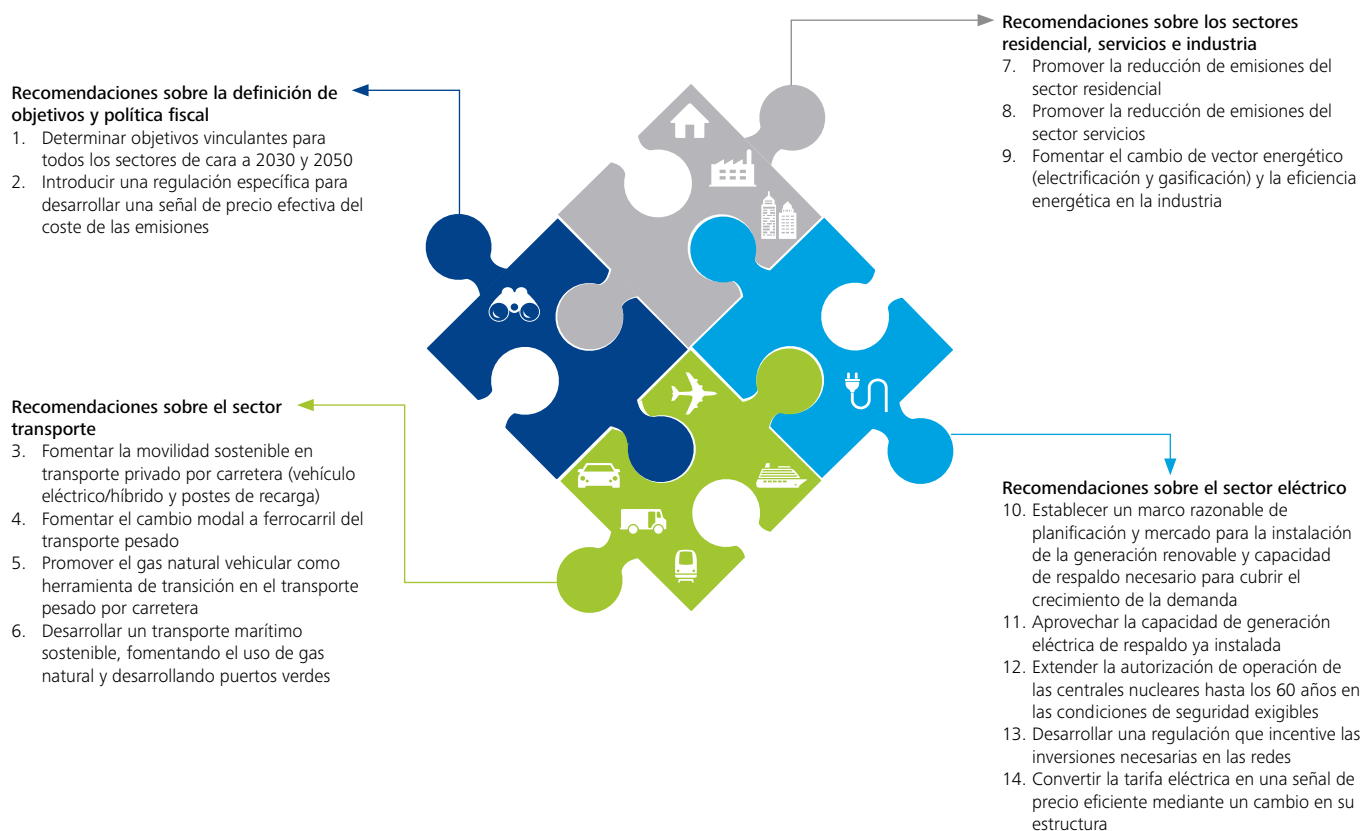 Recomendaciones sobre la definición de
objetivos y política fiscal
1. Determinar objetivos vinculantes para
todos los sectores de cara a 2030 y 2050
2. Introducir una regulación específica para
desarrollar una señal de precio efectiva del
coste de las emisiones
Recomendaciones sobre el sector
transporte
3. Fomentar la movilidad sostenible en
transporte privado por carretera (vehículo
eléctrico/híbrido y postes de recarga)
4. Fomentar el cambio modal a ferrocarril del
transporte pesado
5. Promover el gas natural vehicular como
herramienta de transición en el transporte
pesado por carretera
6. Desarrollar un transporte marítimo
sostenible, fomentando el uso de gas
natural y desarrollando puertos verdes
Recomendaciones sobre los sectores
residencial, servicios e industria
7. Promover la reducción de emisiones del
sector residencial
8. Promover la reducción de emisiones del
sector servicios
9. Fomentar el cambio de vector energético
(electrificación y gasificación) y la eficiencia
energética en la industria
Recomendaciones sobre el sector eléctrico
10. Establecer un marco razonable de
planificación y mercado para la instalación
de la generación renovable y capacidad
de respaldo necesario para cubrir el
crecimiento de la demanda
11. Aprovechar la capacidad de generación
eléctrica de respaldo ya instalada
12. Extender la autorización de operación de
las centrales nucleares hasta los 60 años en
las condiciones de seguridad exigibles
13. Desarrollar una regulación que incentive las
inversiones necesarias en las redes
14. Convertir la tarifa eléctrica en una señal de
precio eficiente mediante un cambio en su
estructura